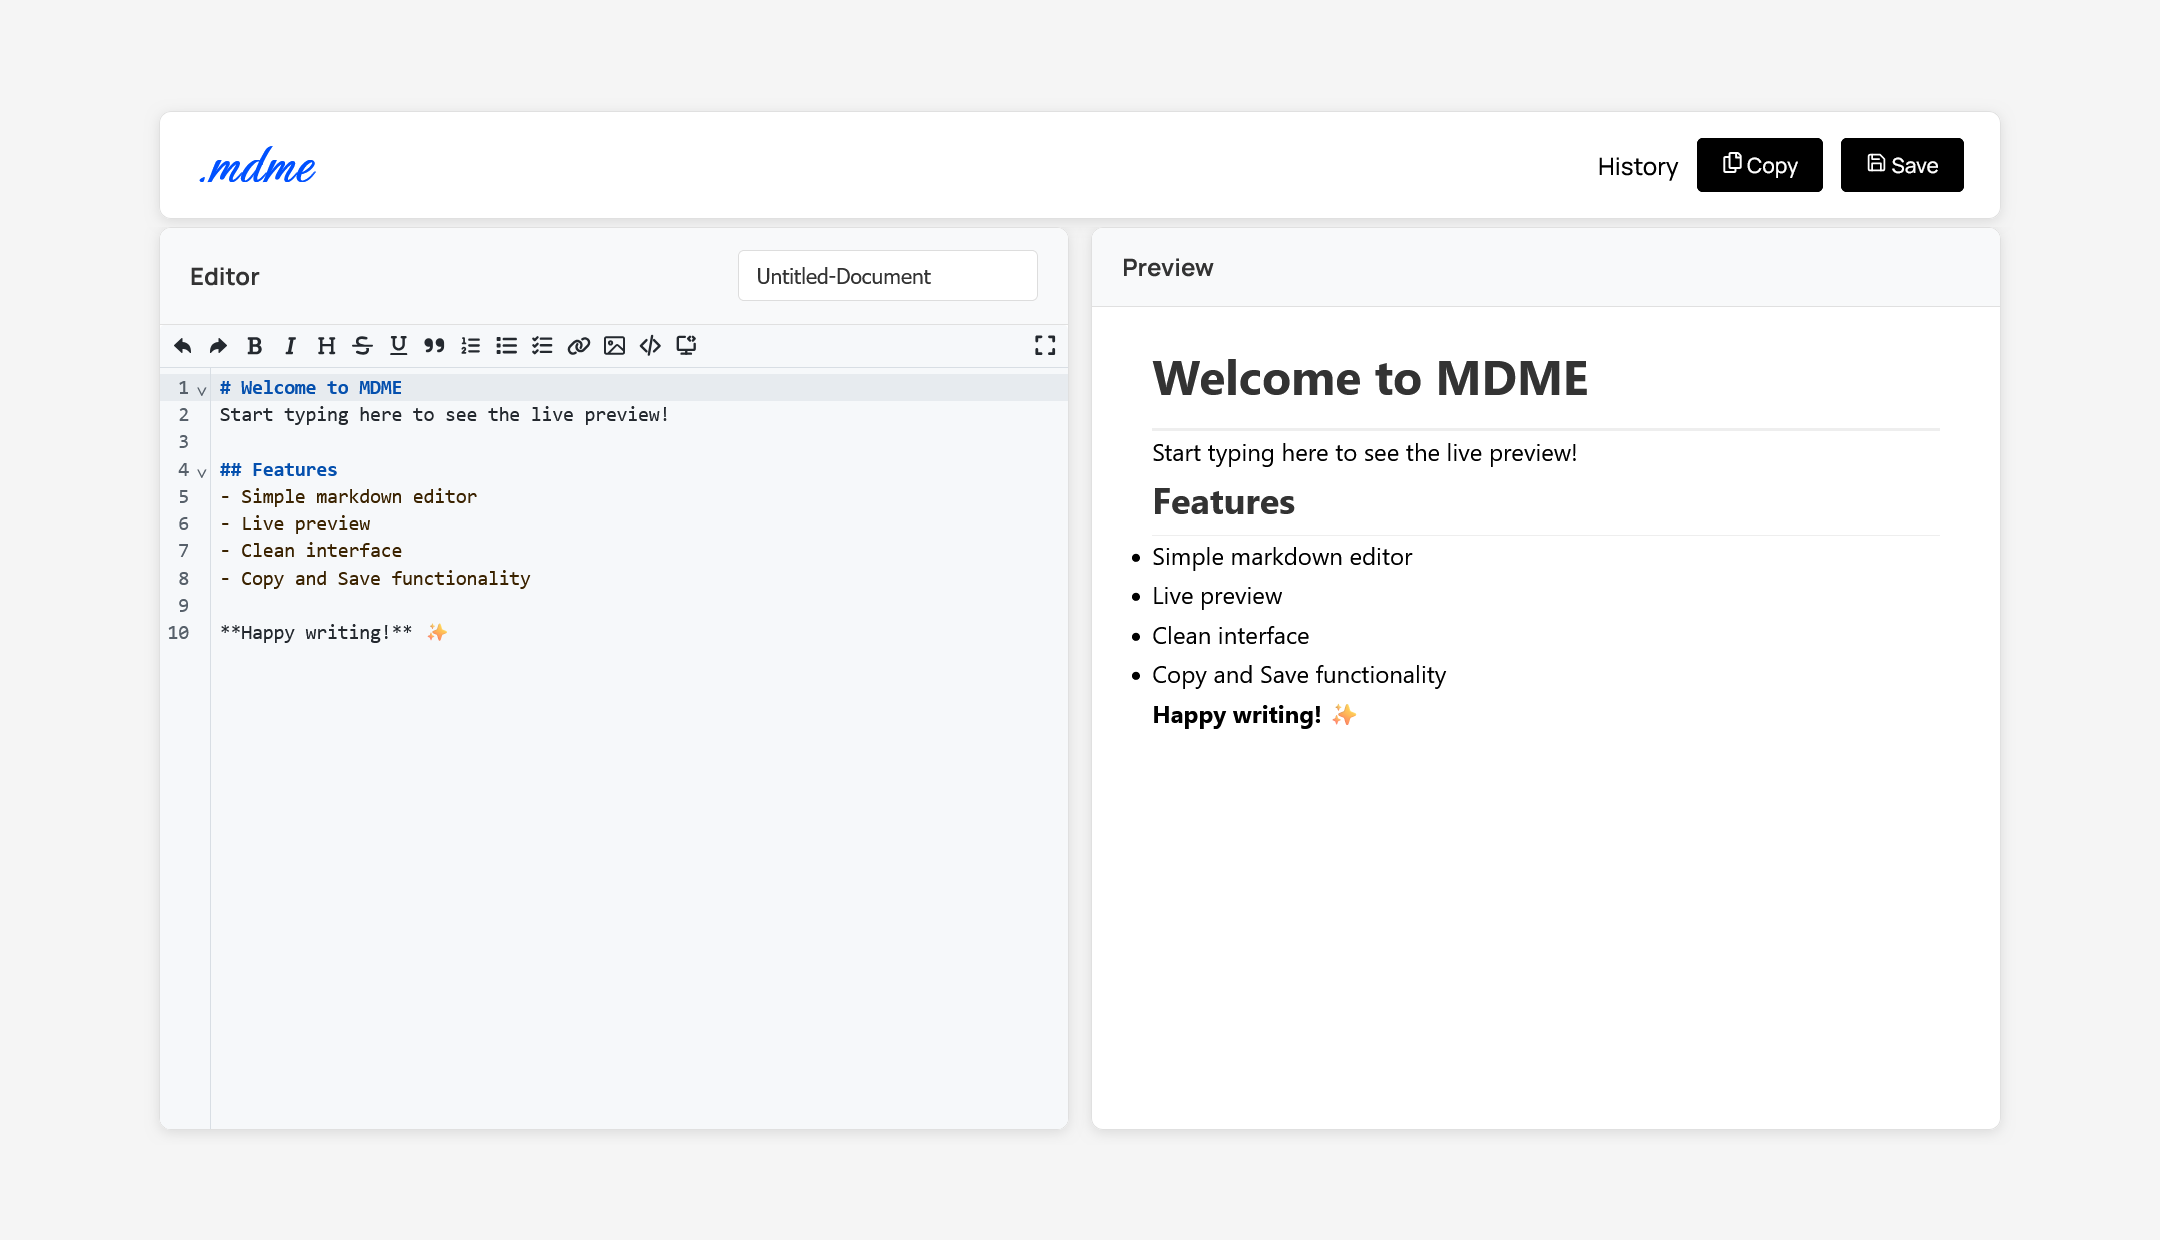 .mdme
History
Copy
Save
Editor
Untitled-Document
1 # Welcome to MDME
2 Start typing here to see the live preview!
3
4 ## Features
5 - Simple markdown editor
6 - Live preview
7 - Clean interface
8 - Copy and Save functionality
9
10 **Happy writing!** ✨
Preview
Welcome to MDME
Start typing here to see the live preview!
Features
• Simple markdown editor
• Live preview
• Clean interface
• Copy and Save functionality
Happy writing! ✨